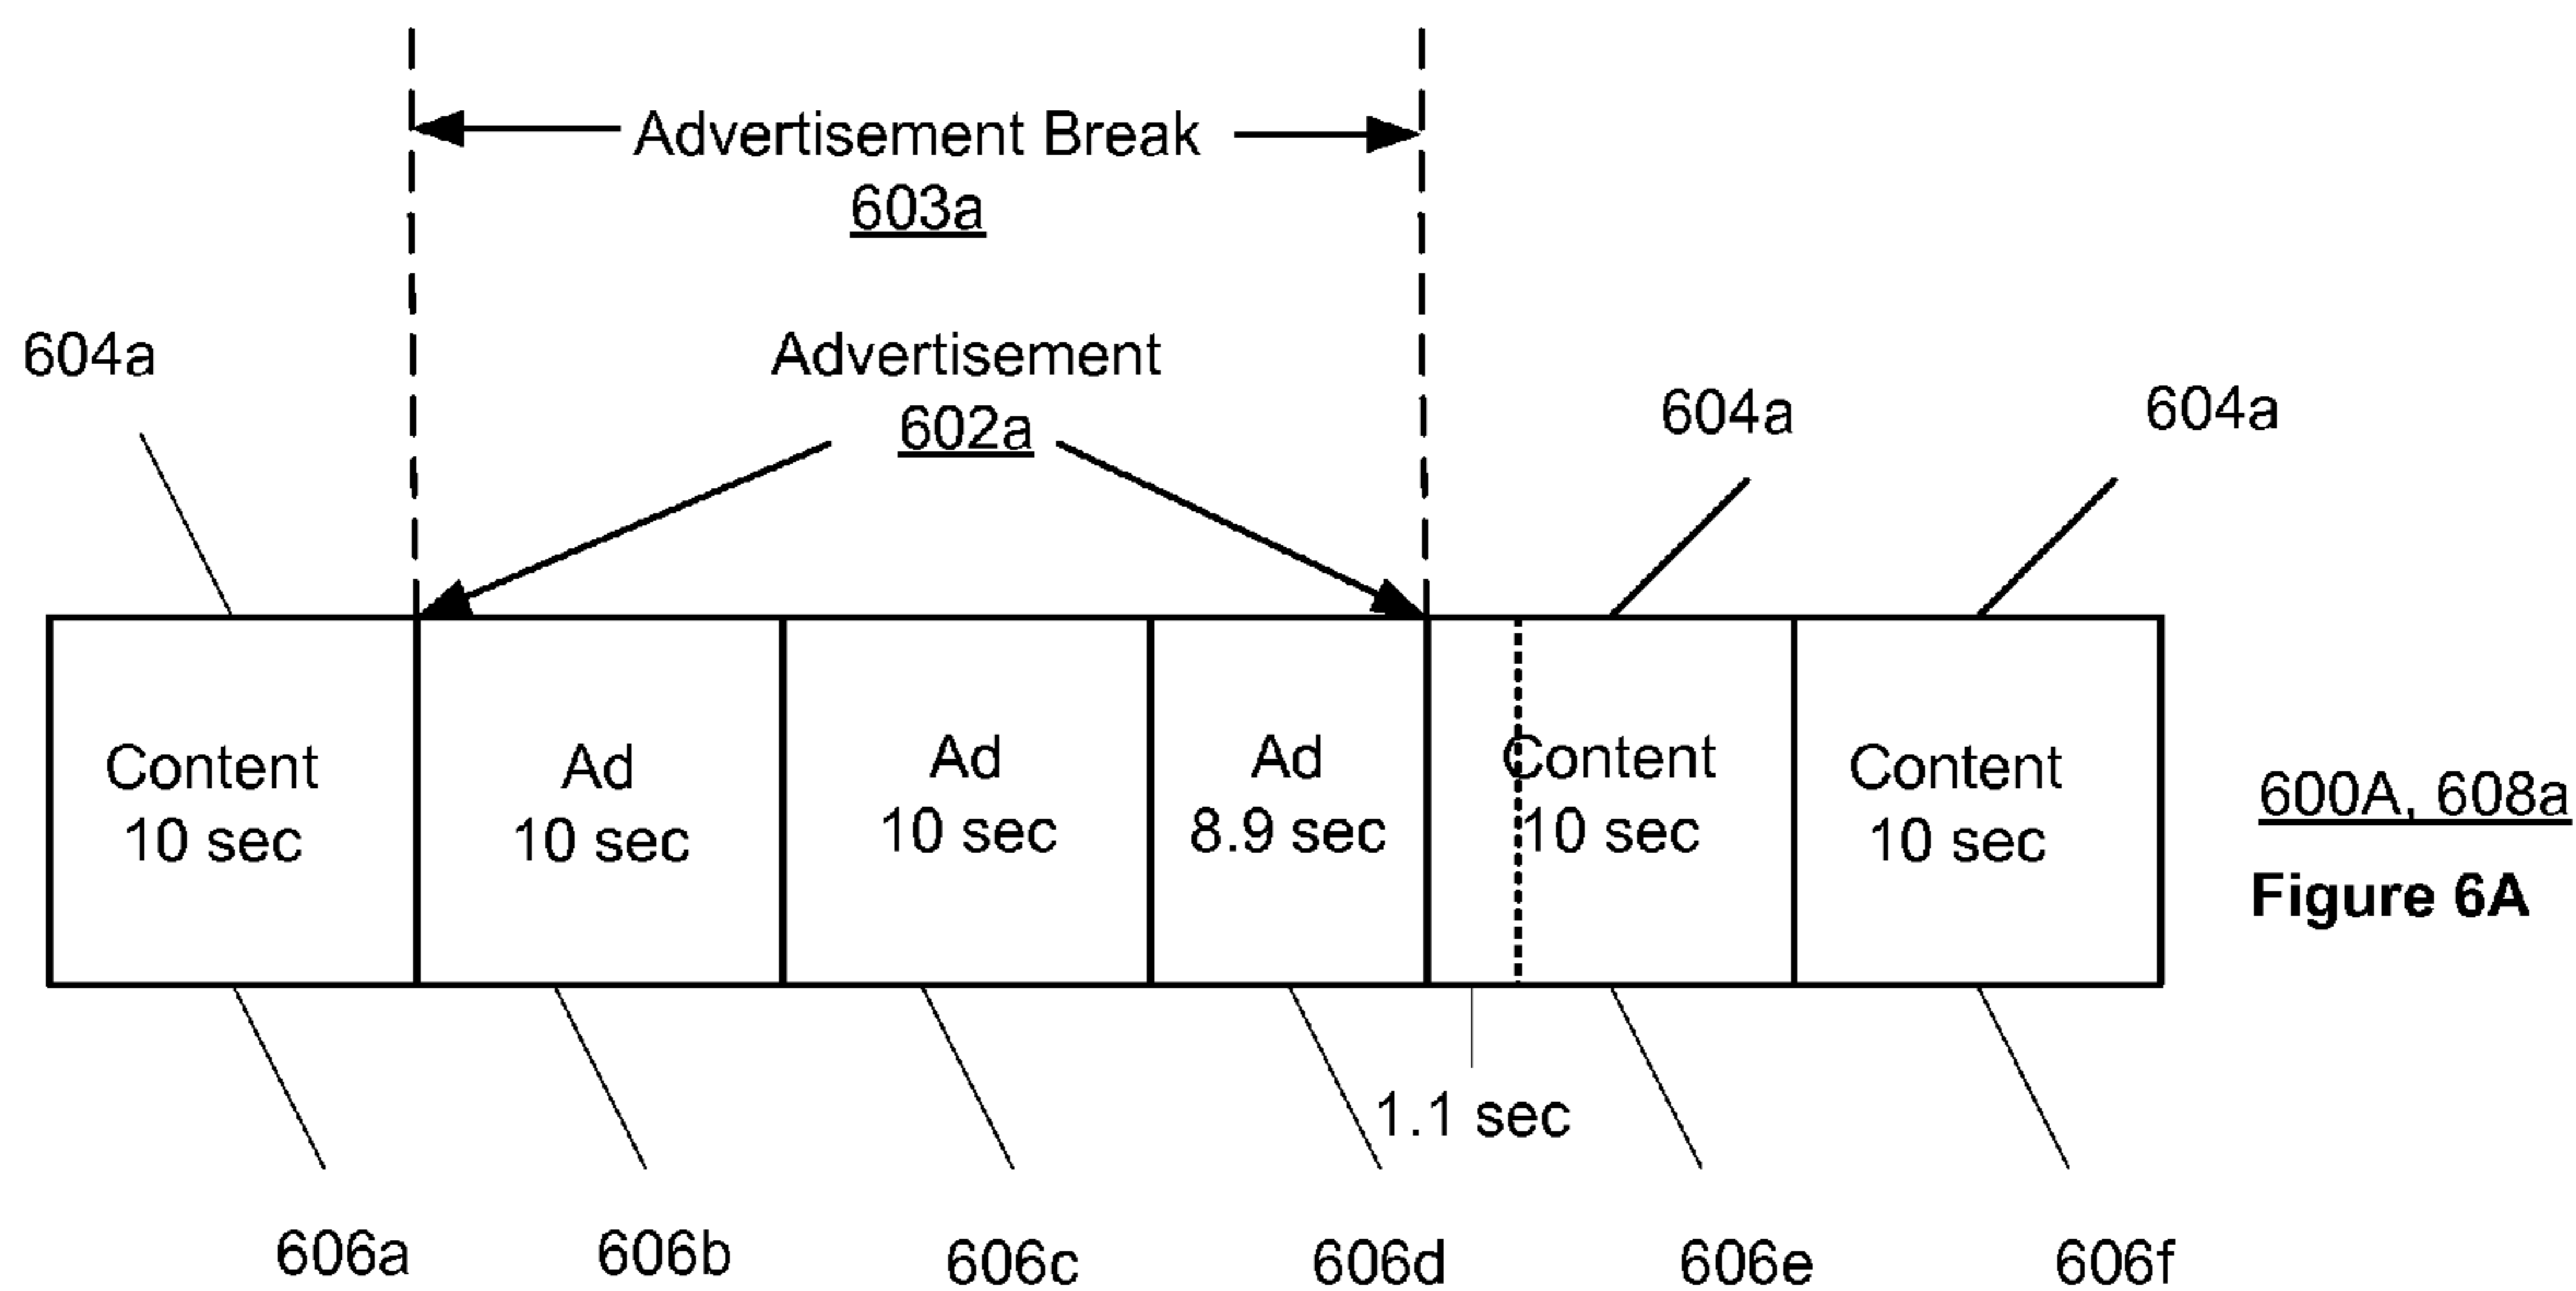 Advertisement Break
603a
604a
Advertisement
602a
604a
604a
Content
10 sec
Ad
10 sec
Ad
10 sec
Ad
8.9 sec
Content
10 sec
Content
10 sec
600A, 608a
Figure 6A
1.1 sec
606a
606b
606c
606d
606e
606f